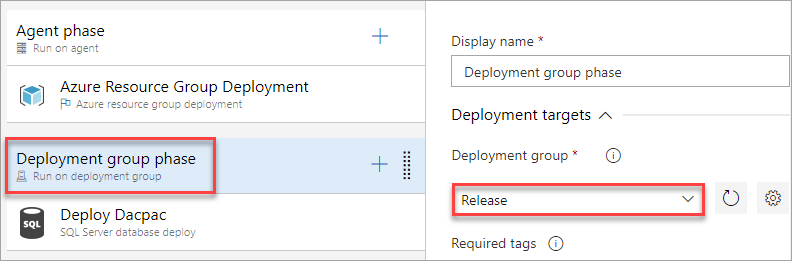 Agent phase
Run on agent
Azure Resource Group Deployment
Azure resource group deployment
Deployment group phase
Run on deployment group
SQL
Deploy Dacpac
SQL Server database deploy
Display name *
Deployment group phase
Deployment targets
Deployment group *
Release
Required tags